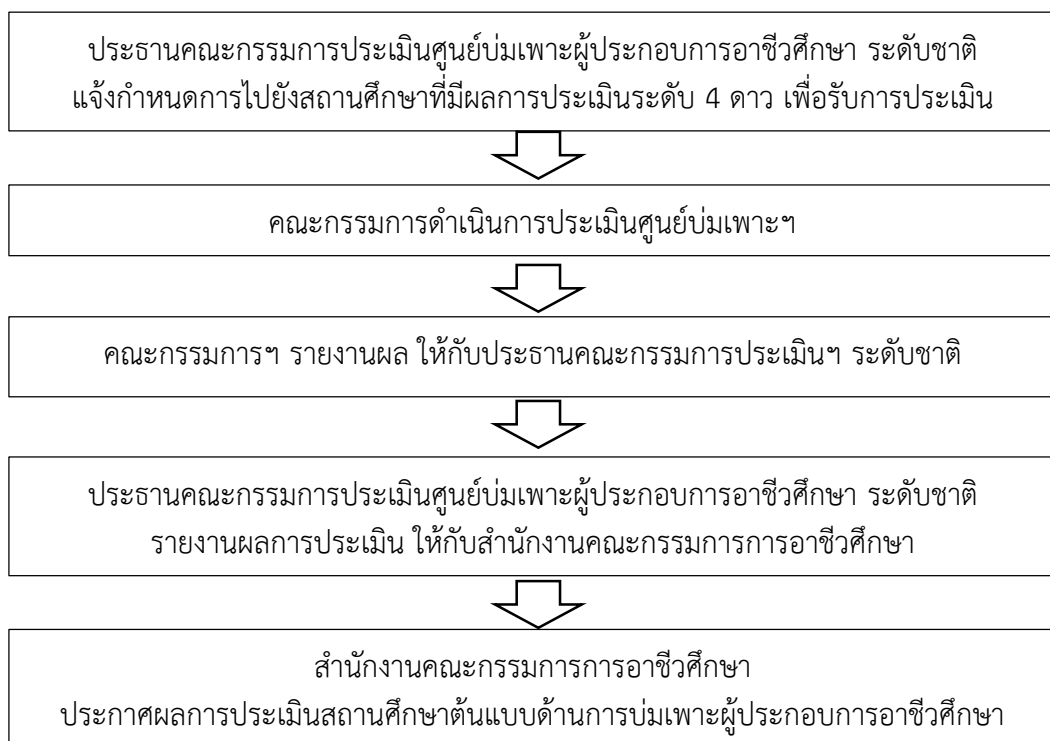 ประธานคณะกรรมการประเมินศูนย์บ่มเพาะผู้ประกอบการอาชีวศึกษา ระดับชาติ
แจ้งกำหนดการไปยังสถานศึกษาที่มีผลการประเมินระดับ 4 ดาว เพื่อรับการประเมิน
คณะกรรมการดำเนินการประเมินศูนย์บ่มเพาะฯ
คณะกรรมการฯ รายงานผล ให้กับประธานคณะกรรมการประเมินฯ ระดับชาติ
ประธานคณะกรรมการประเมินศูนย์บ่มเพาะผู้ประกอบการอาชีวศึกษา ระดับชาติ
รายงานผลการประเมิน ให้กับสำนักงานคณะกรรมการการอาชีวศึกษา
สำนักงานคณะกรรมการการอาชีวศึกษา
ประกาศผลการประเมินสถานศึกษาต้นแบบด้านการบ่มเพาะผู้ประกอบการอาชีวศึกษา